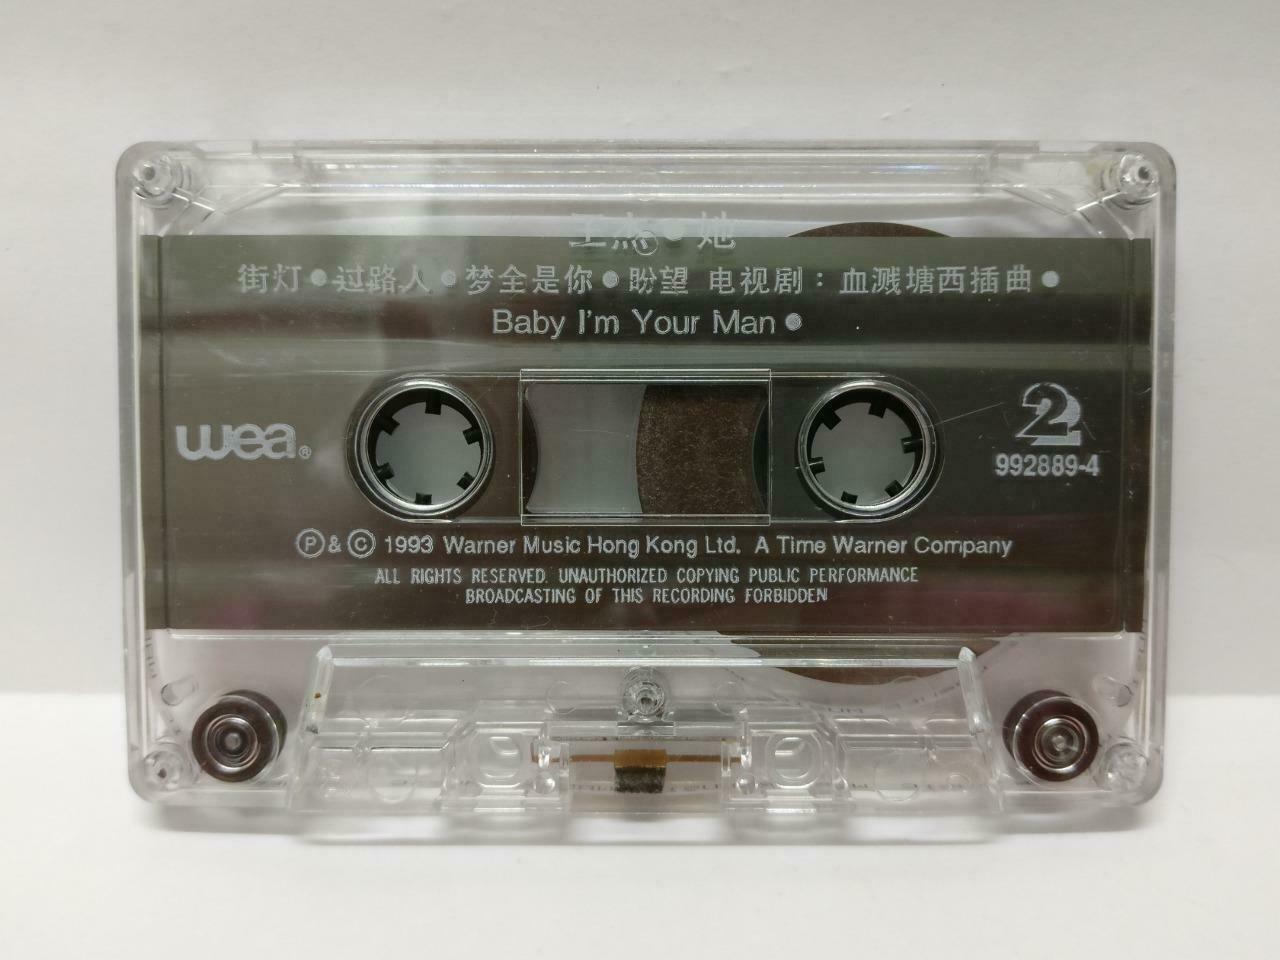 王杰●她
街灯●过路人●梦全是你●盼望 电视剧：血溅塘西插曲●
Baby I'm Your Man●
wea®
2
992889-4
Ⓟ&© 1993 Warner Music Hong Kong Ltd. A Time Warner Company
ALL RIGHTS RESERVED. UNAUTHORIZED COPYING PUBLIC PERFORMANCE
BROADCASTING OF THIS RECORDING FORBIDDEN